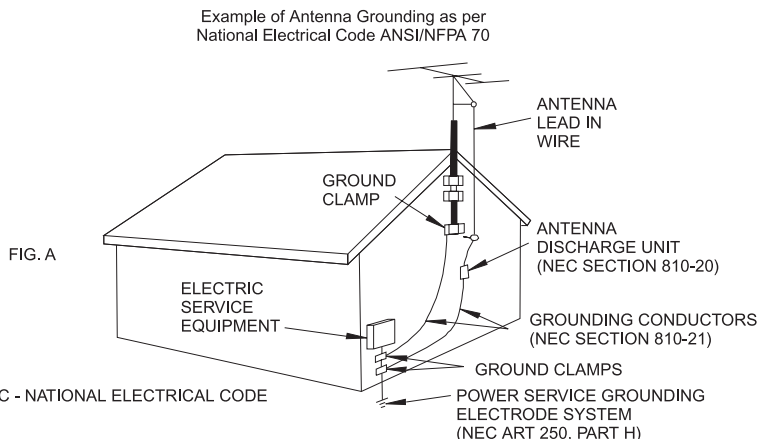 Example of Antenna Grounding as per
National Electrical Code ANSI/NFPA 70
ANTENNA
LEAD IN
WIRE
GROUND
CLAMP
FIG. A
ANTENNA
DISCHARGE UNIT
(NEC SECTION 810-20)
ELECTRIC
SERVICE
EQUIPMENT
GROUNDING CONDUCTORS
(NEC SECTION 810-21)
GROUND CLAMPS
C - NATIONAL ELECTRICAL CODE
POWER SERVICE GROUNDING
ELECTRODE SYSTEM
(NEC ART 250, PART H)